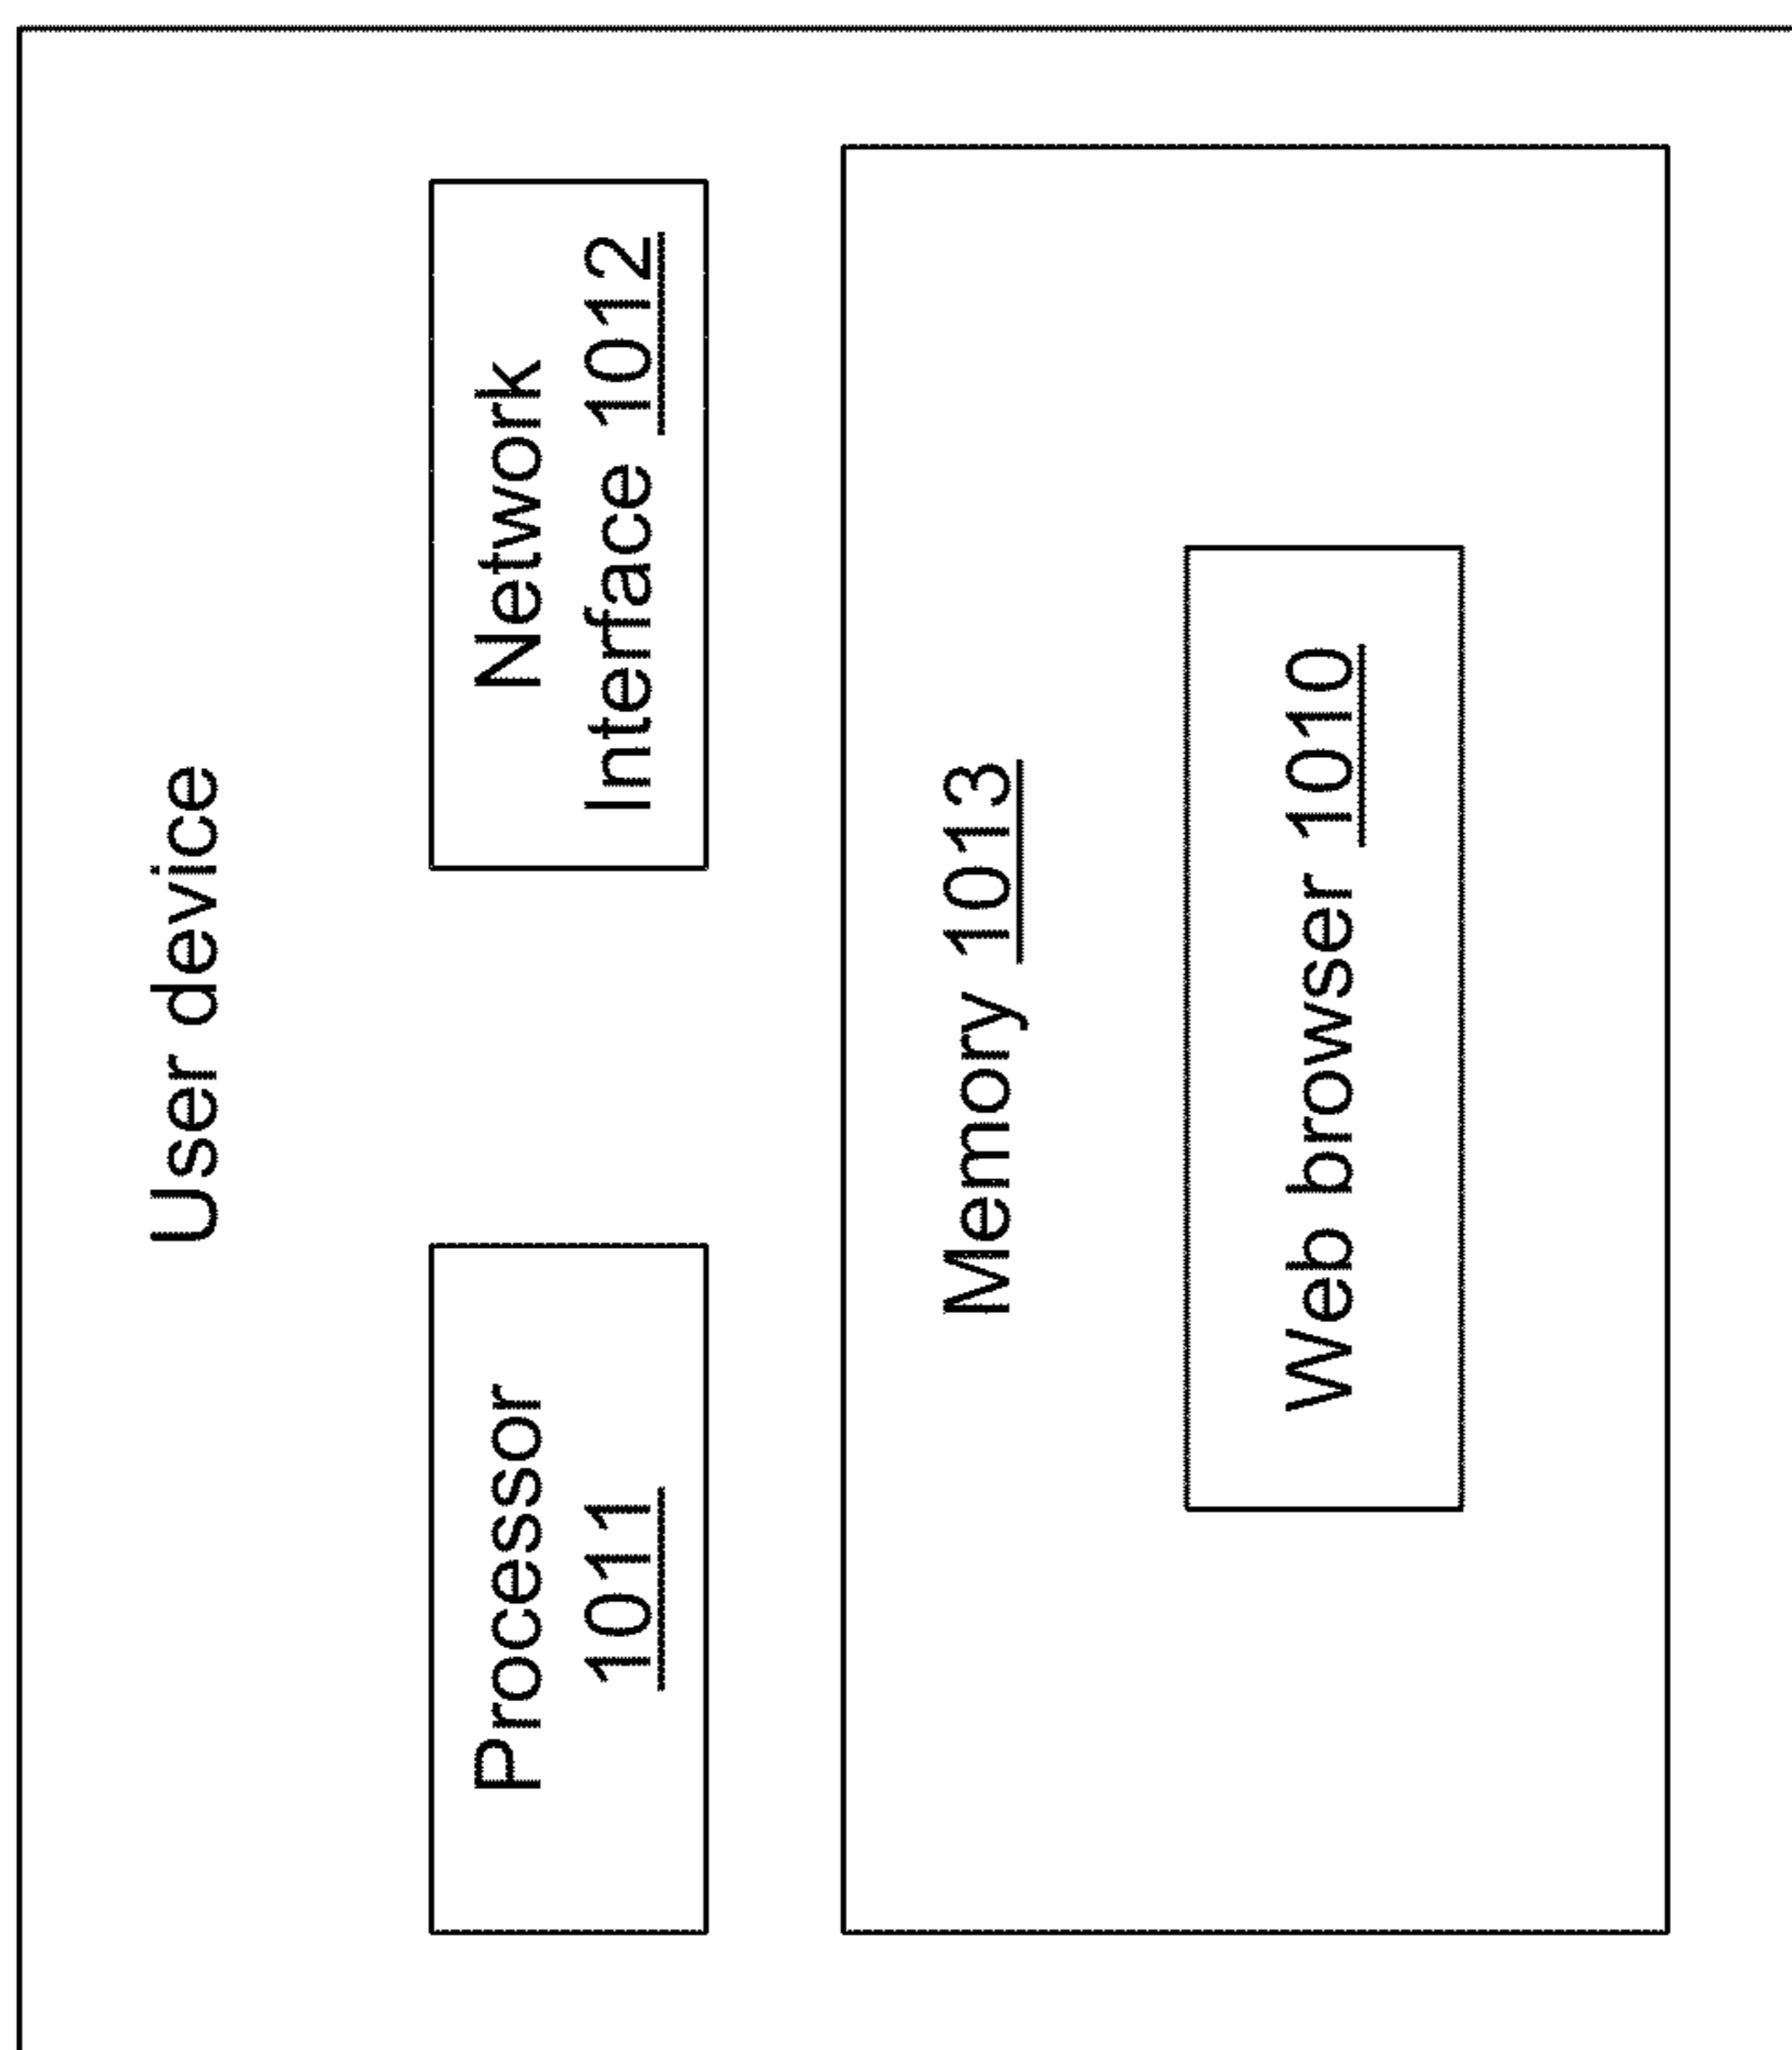 User device
Processor
1011
Network
Interface 1012
Memory 1013
Web browser 1010